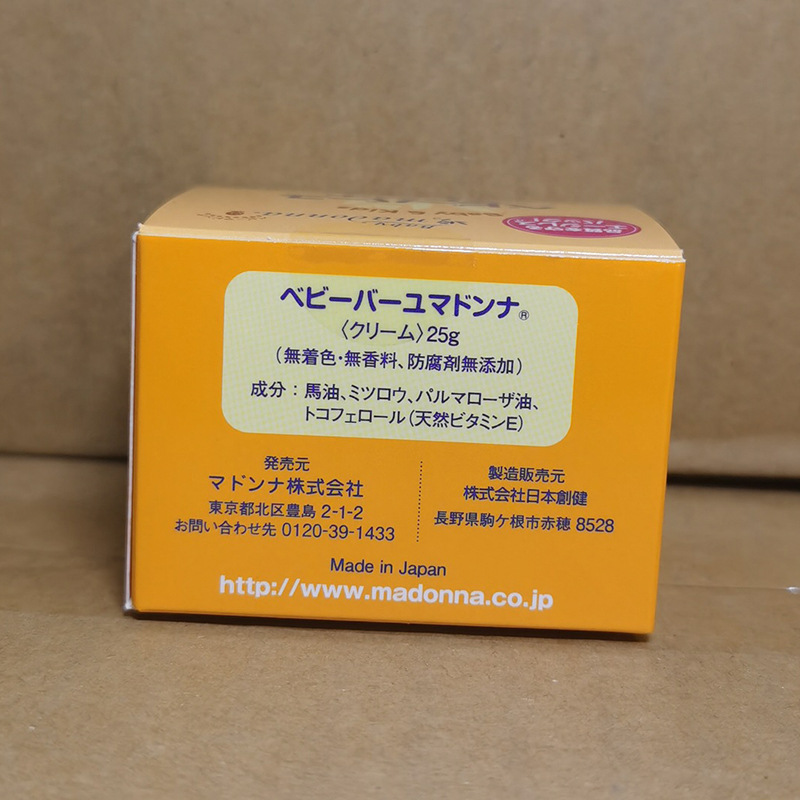 baby
madonna
Baby & Kids
ベビーバーユマドンナ®
〈クリーム〉25g
(無着色・無香料、防腐剤無添加)
成分:馬油、ミツロウ、パルマローザ油、
トコフェロール(天然ビタミンE)
発売元
マドンナ株式会社
東京都北区豊島 2-1-2
お問い合わせ先 0120-39-1433
製造販売元
株式会社日本創健
長野県駒ケ根市赤穂 8528
Made in Japan
http://www.madonna.co.jp